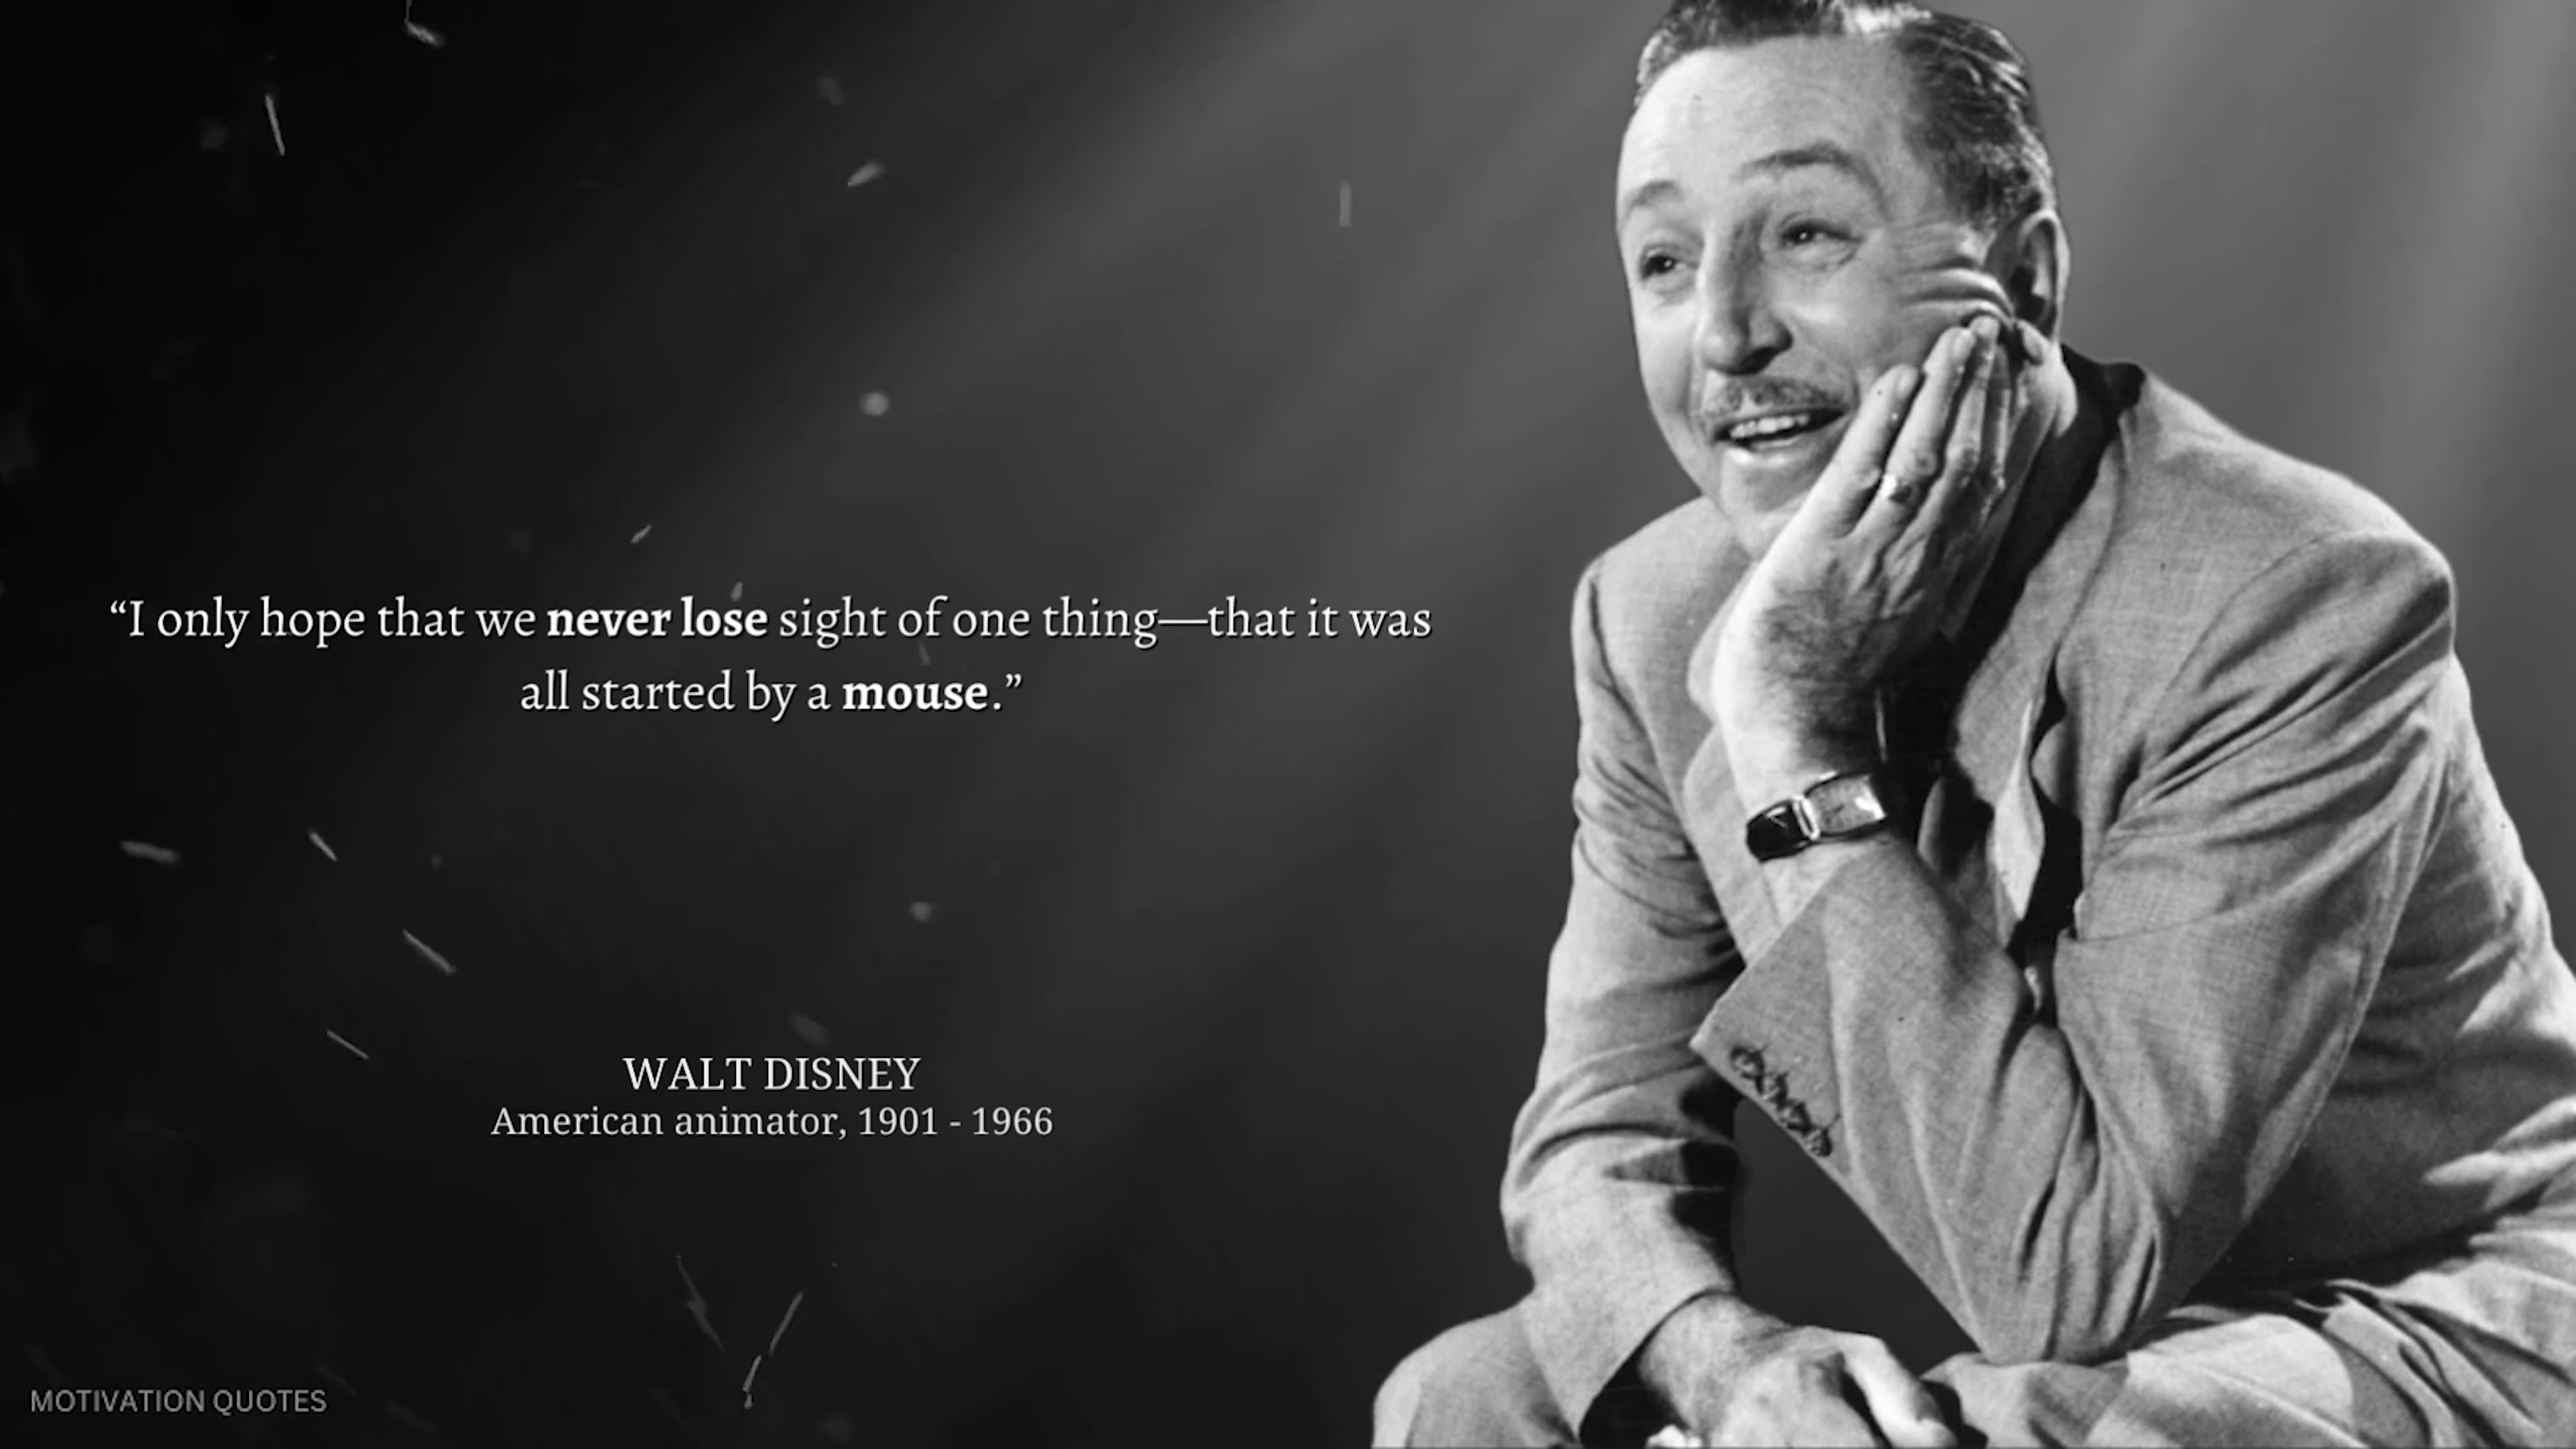 “I only hope that we never lose sight of one thing—that it was
all started by a mouse.”
WALT DISNEY
American animator, 1901 - 1966
MOTIVATION QUOTES